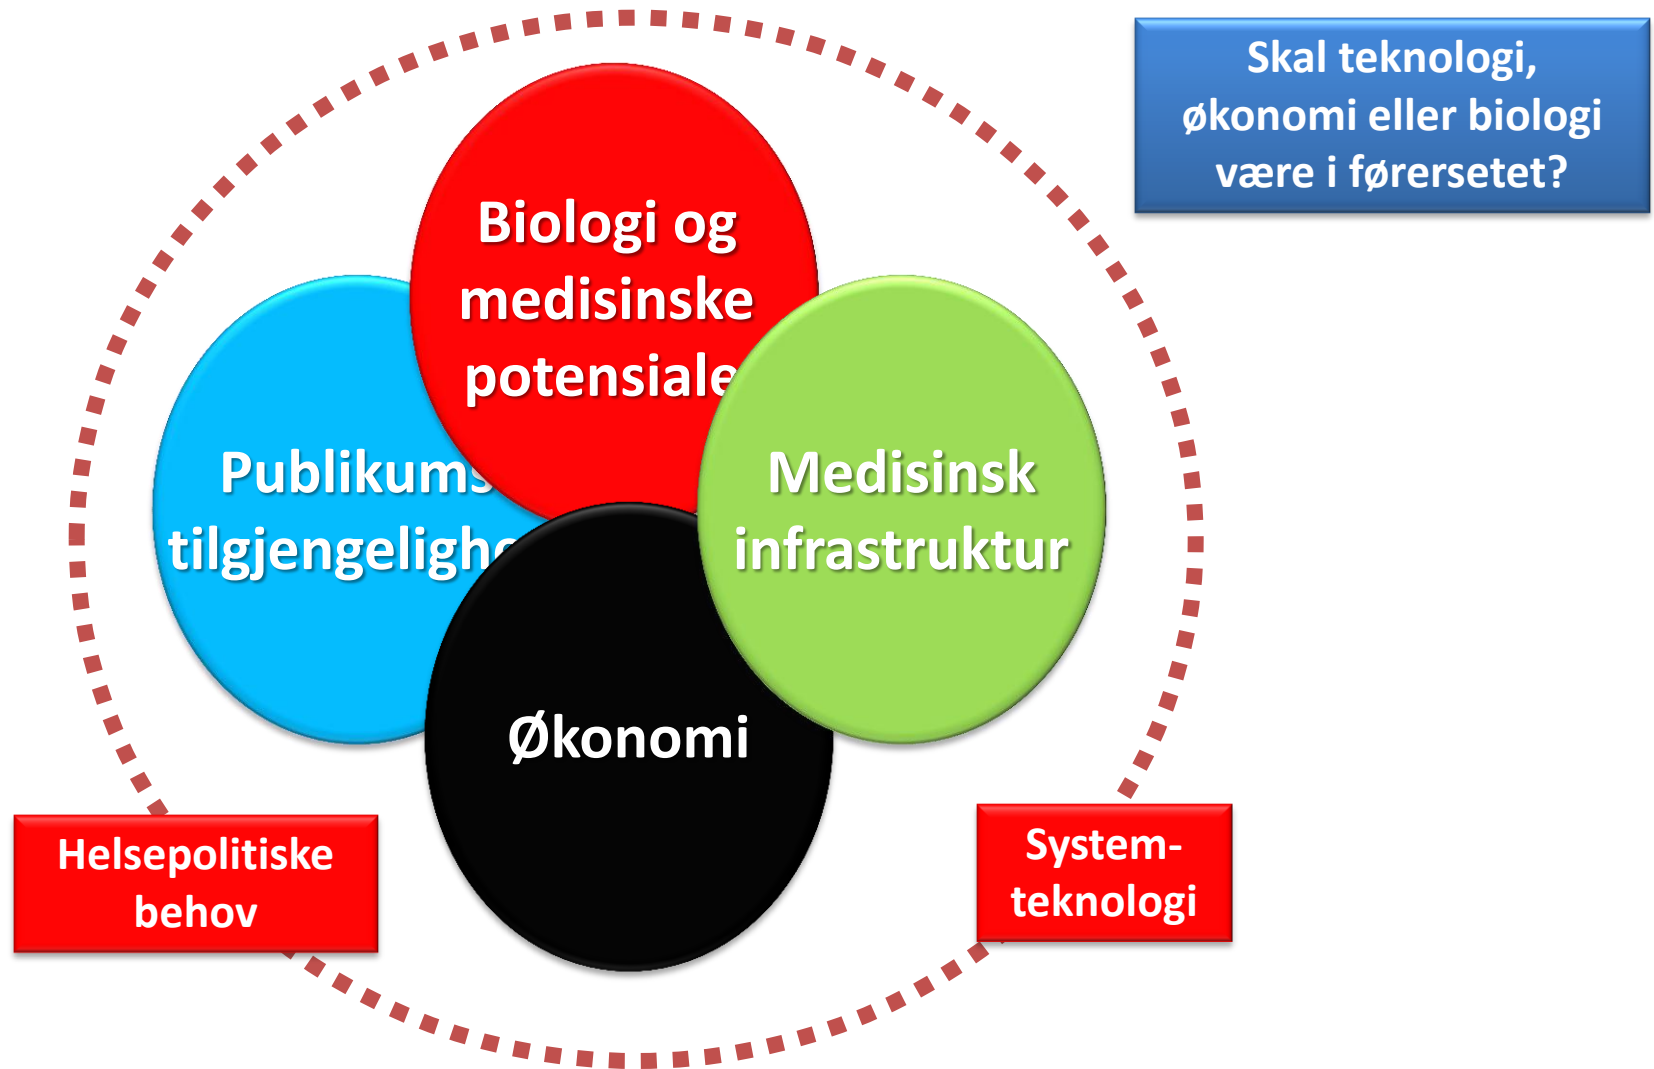 Skal teknologi,
økonomi eller biologi
være i førersetet?
Biologi og
medisinske
potensiale
Publikums
tilgjengelighe
Medisinsk
infrastruktur
Økonomi
Helsepolitiske
behov
System-
teknologi